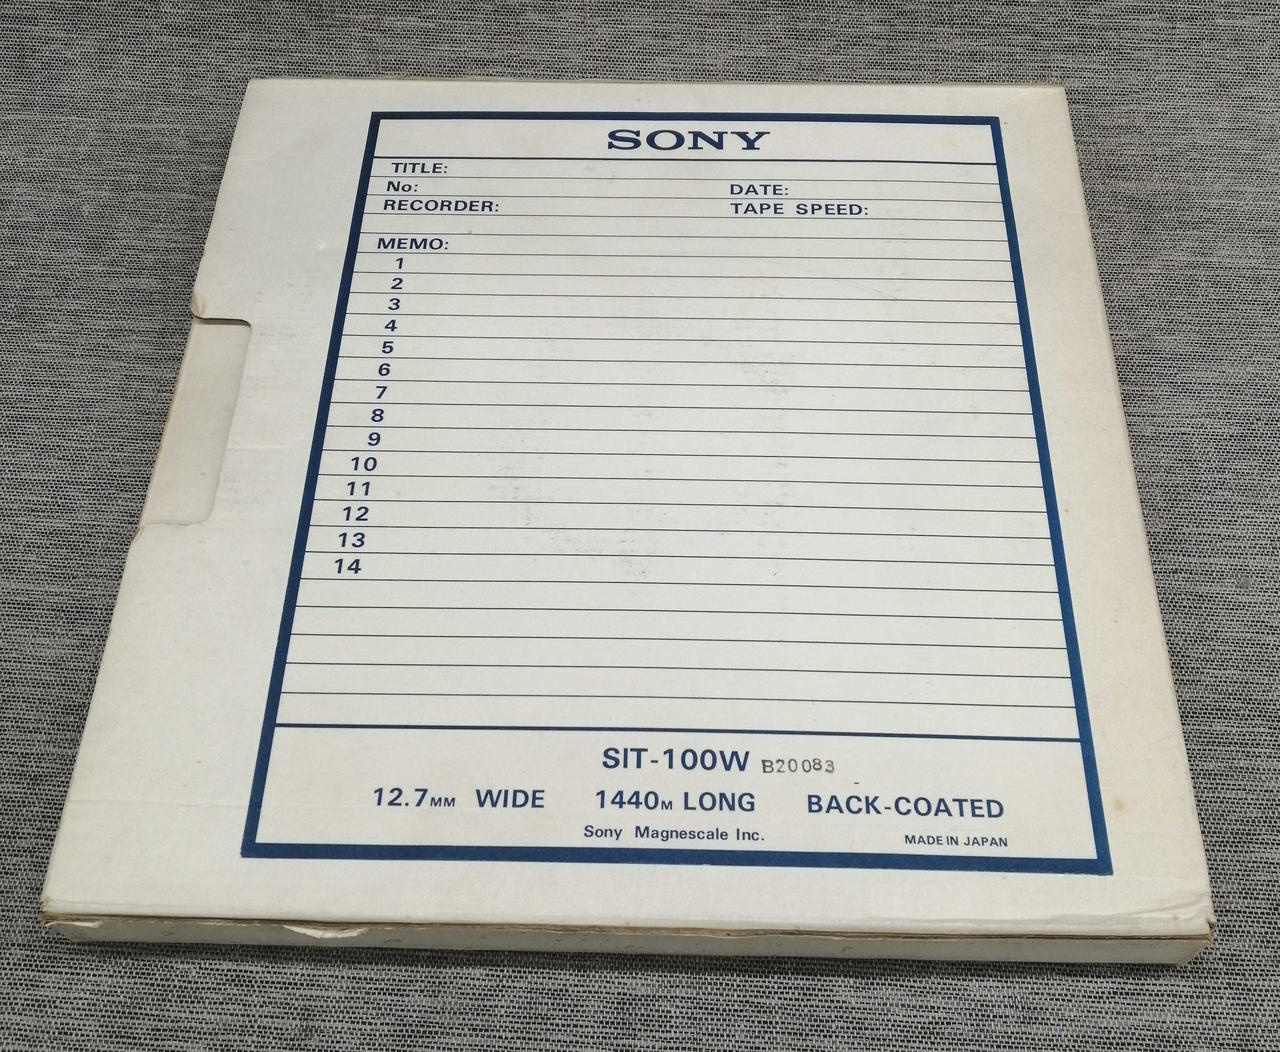 SONY
TITLE:
No: DATE:
RECORDER: TAPE SPEED:
MEMO:
1
2
3
4
5
6
7
8
9
10
11
12
13
14
SIT-100W B20083
12.7MM WIDE 1440M LONG BACK-COATED
Sony Magnescale Inc. MADE IN JAPAN